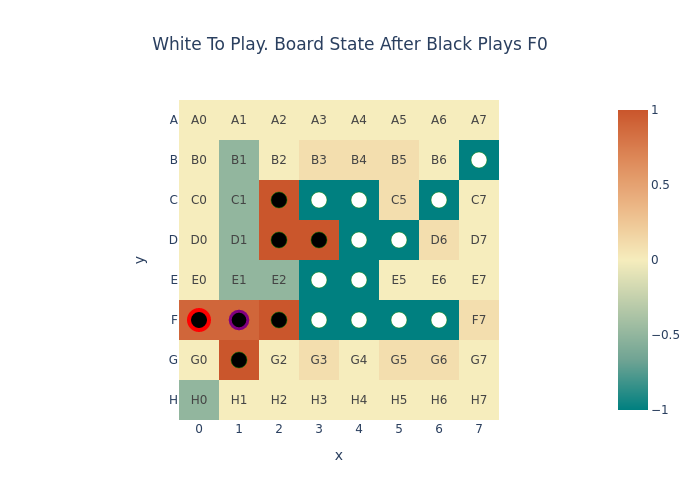 White To Play. Board State After Black Plays F0
A A0 A1 A2 A3 A4 A5 A6 A7
B B0 B1 B2 B3 B4 B5 B6
C C0 C1 C5 C7
D D0 D1 D6 D7
E E0 E1 E2 E5 E6 E7
F F7
G G0 G2 G3 G4 G5 G6 G7
H H0 H1 H2 H3 H4 H5 H6 H7
0 1 2 3 4 5 6 7
x
y
1
0.5
0
−0.5
−1